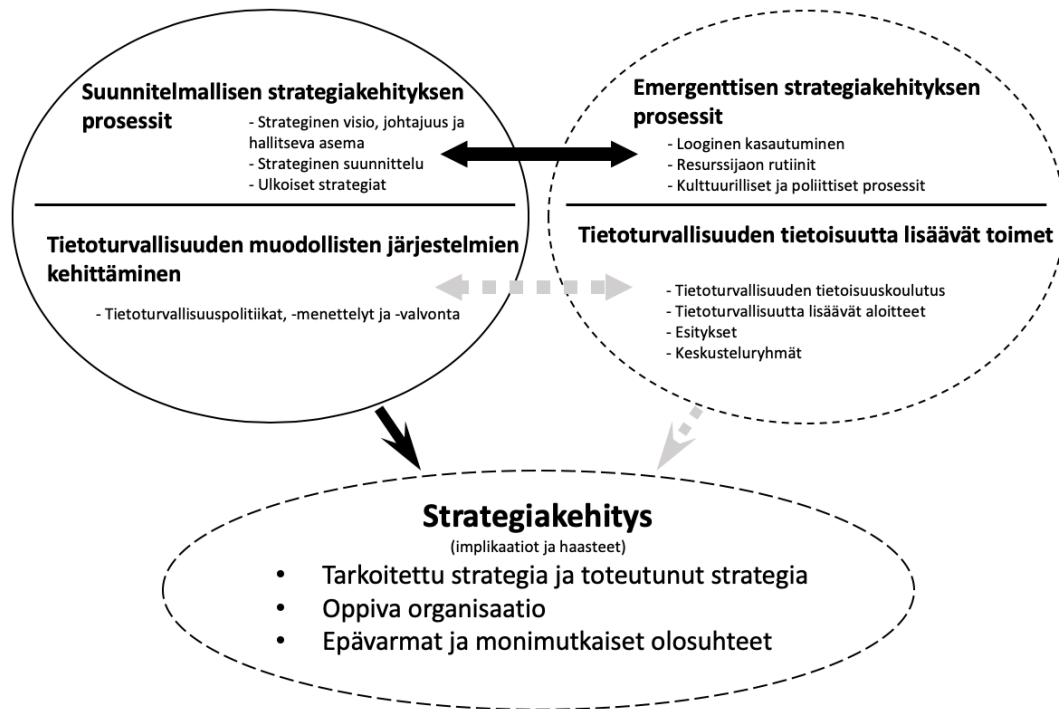 Suunnitelmallisen strategiakehityksen
prosessit
- Strateginen visio, johtajuus ja
hallitseva asema
- Strateginen suunnittelu
- Ulkoiset strategiat
Tietoturvallisuuden muodollisten järjestelmien
kehittäminen
- Tietoturvallisuuspolitiikat, -menettelyt ja -valvonta
Emergenttisen strategiakehityksen
prosessit
- Looginen kasautuminen
- Resurssijaon rutiinit
- Kulttuurilliset ja poliittiset prosessit
Tietoturvallisuuden tietoisuutta lisäävät toimet
- Tietoturvallisuuden tietoisuuskoulutus
- Tietoturvallisuutta lisäävät aloitteet
- Esitykset
- Keskusteluryhmät
Strategiakehitys
(implikaatiot ja haasteet)
• Tarkoitettu strategia ja toteutunut strategia
• Oppiva organisaatio
• Epävarmat ja monimutkaiset olosuhteet